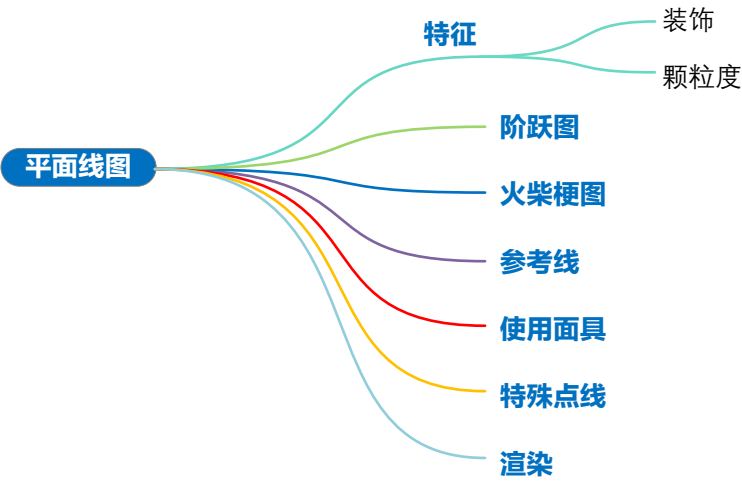 特征
装饰
颗粒度
阶跃图
平面线图
火柴梗图
参考线
使用面具
特殊点线
渲染